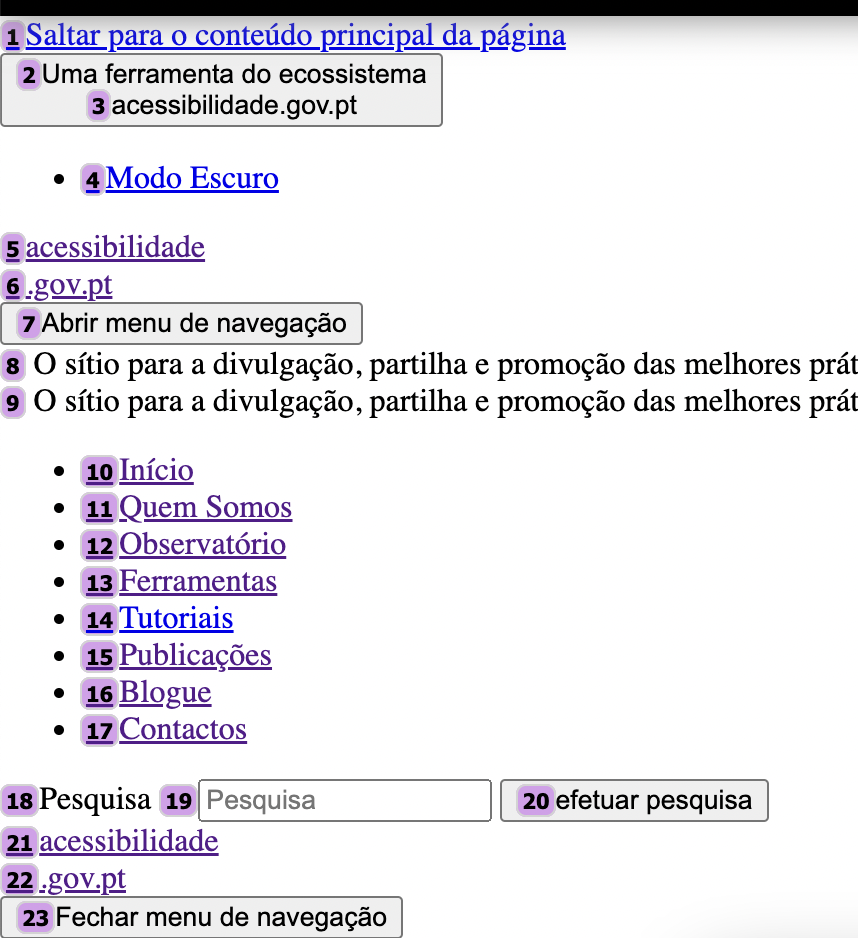 1 Saltar para o conteúdo principal da página
2 Uma ferramenta do ecossistema
3 acessibilidade.gov.pt
4 Modo Escuro
5 acessibilidade
6 .gov.pt
7 Abrir menu de navegação
8 O sítio para a divulgação, partilha e promoção das melhores prát
9 O sítio para a divulgação, partilha e promoção das melhores prát
10 Início
11 Quem Somos
12 Observatório
13 Ferramentas
14 Tutoriais
15 Publicações
16 Blogue
17 Contactos
18 Pesquisa 19 Pesquisa 20 efetuar pesquisa
21 acessibilidade
22 .gov.pt
23 Fechar menu de navegação